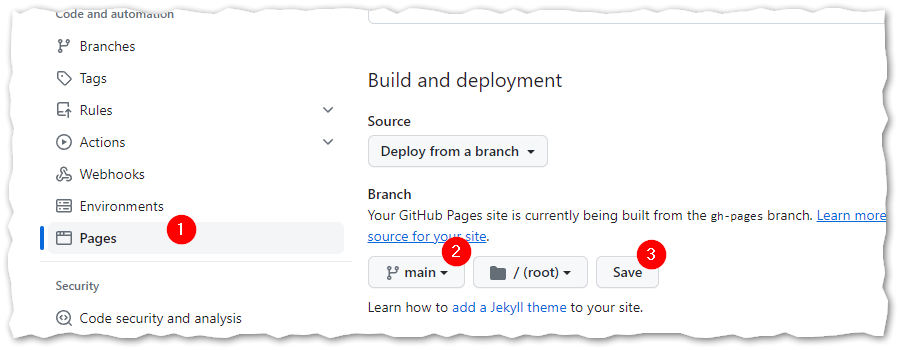 Code and automation
Branches
Tags
Rules
Actions
Webhooks
Environments
Pages
1
Security
Code security and analysis
Build and deployment
Source
Deploy from a branch
Branch
Your GitHub Pages site is currently being built from the gh-pages branch. Learn more
source for your site.
2
3
main
/ (root)
Save
Learn how to add a Jekyll theme to your site.